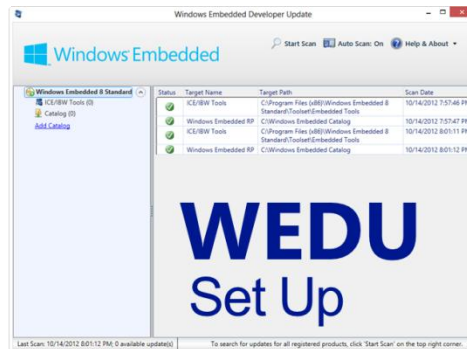 Windows Embedded Developer Update
Windows Embedded
Start Scan
Auto Scan: On
Help & About
Windows Embedded 8 Standard
ICE/IBW Tools (0)
Catalog (0)
Add Catalog
Status Target Name Target Path Scan Date
ICE/IBW Tools C:\Program Files (x86)\Windows Embedded 8 10/14/2012 7:57:46 PM
Standard\Toolset\Embedded Tools
Windows Embedded RP C:\Windows Embedded Catalog 10/14/2012 7:57:47 PM
ICE/IBW Tools C:\Program Files (x86)\Windows Embedded 8 10/14/2012 8:01:11 PM
Standard\Toolset\Embedded Tools
Windows Embedded RP C:\Windows Embedded Catalog 10/14/2012 8:01:12 PM
WEDU
Set Up
Last Scan: 10/14/2012 8:01:12 PM; 0 available update(s) To search for updates for all registered products, click 'Start Scan' on the top right corner.